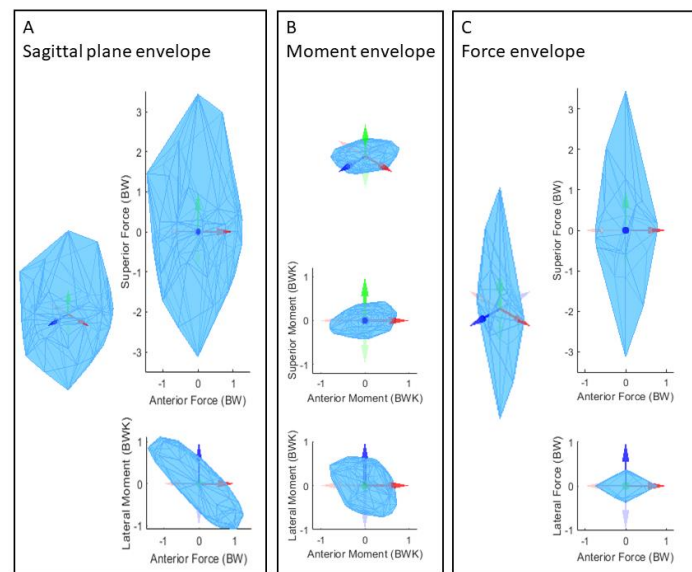 A
Sagittal plane envelope
3
2
1
0
-1
-2
-3
Superior Force (BW)
-1
0
1
Anterior Force (BW)
1
0
-1
Lateral Moment (BWK)
-1
0
1
Anterior Force (BW)
B
Moment envelope
1
0
-1
Superior Moment (BWK)
-1
0
1
Anterior Moment (BWK)
1
0
-1
Lateral Moment (BWK)
-1
0
1
Anterior Moment (BWK)
C
Force envelope
3
2
1
0
-1
-2
-3
Superior Force (BW)
-1
0
1
Anterior Force (BW)
1
0
-1
Lateral Force (BW)
-1
0
1
Anterior Force (BW)